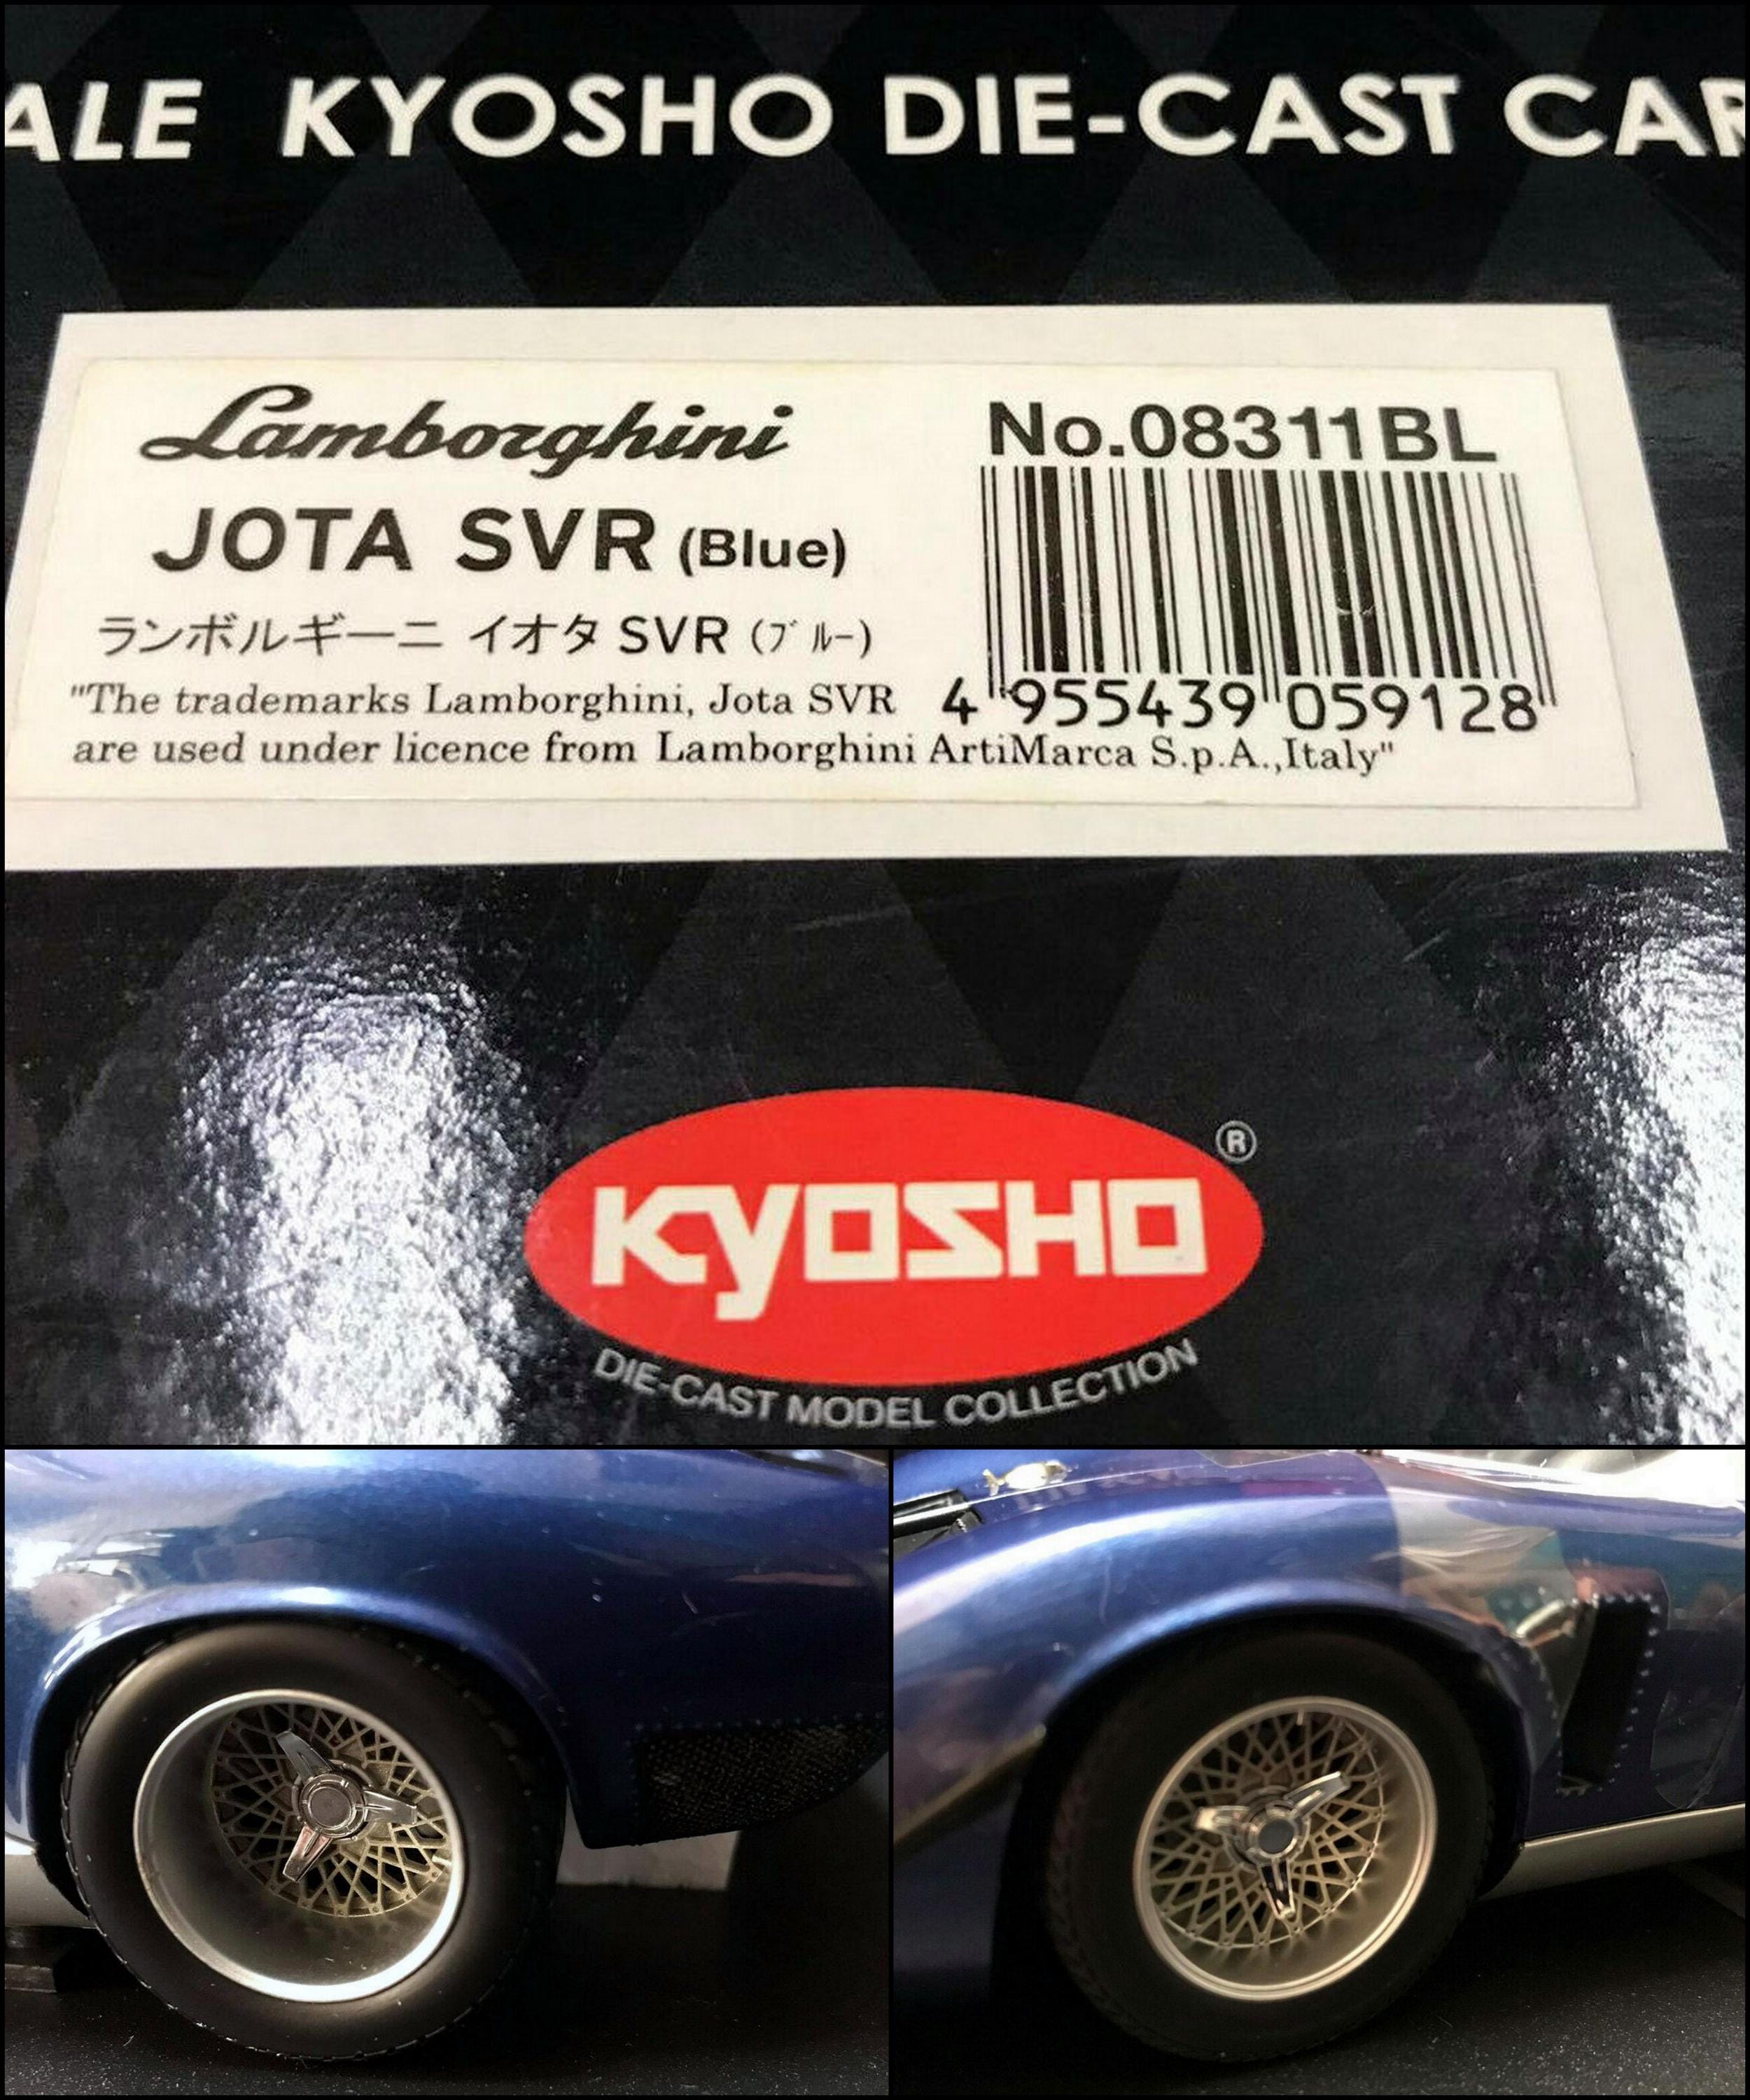 ALE KYOSHO DIE-CAST CAR
Lamborghini
No.08311BL
JOTA SVR (Blue)
ランボルギーニ イオタ SVR (ﾌﾞﾙｰ)
4 955439 059128
"The trademarks Lamborghini, Jota SVR
are used under licence from Lamborghini ArtiMarca S.p.A.,Italy"
KYOSHO ®
DIE-CAST MODEL COLLECTION